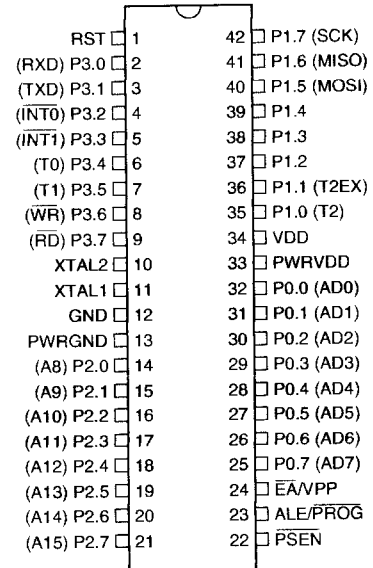 RST 1 42 P1.7 (SCK)
(RXD) P3.0 2 41 P1.6 (MISO)
(TXD) P3.1 3 40 P1.5 (MOSI)
(I̅N̅T̅0̅) P3.2 4 39 P1.4
(I̅N̅T̅1̅) P3.3 5 38 P1.3
(T0) P3.4 6 37 P1.2
(T1) P3.5 7 36 P1.1 (T2EX)
(W̅R̅) P3.6 8 35 P1.0 (T2)
(R̅D̅) P3.7 9 34 VDD
XTAL2 10 33 PWRVDD
XTAL1 11 32 P0.0 (AD0)
GND 12 31 P0.1 (AD1)
PWRGND 13 30 P0.2 (AD2)
(A8) P2.0 14 29 P0.3 (AD3)
(A9) P2.1 15 28 P0.4 (AD4)
(A10) P2.2 16 27 P0.5 (AD5)
(A11) P2.3 17 26 P0.6 (AD6)
(A12) P2.4 18 25 P0.7 (AD7)
(A13) P2.5 19 24 E̅A̅/VPP
(A14) P2.6 20 23 ALE/P̅R̅O̅G̅
(A15) P2.7 21 22 P̅S̅E̅N̅